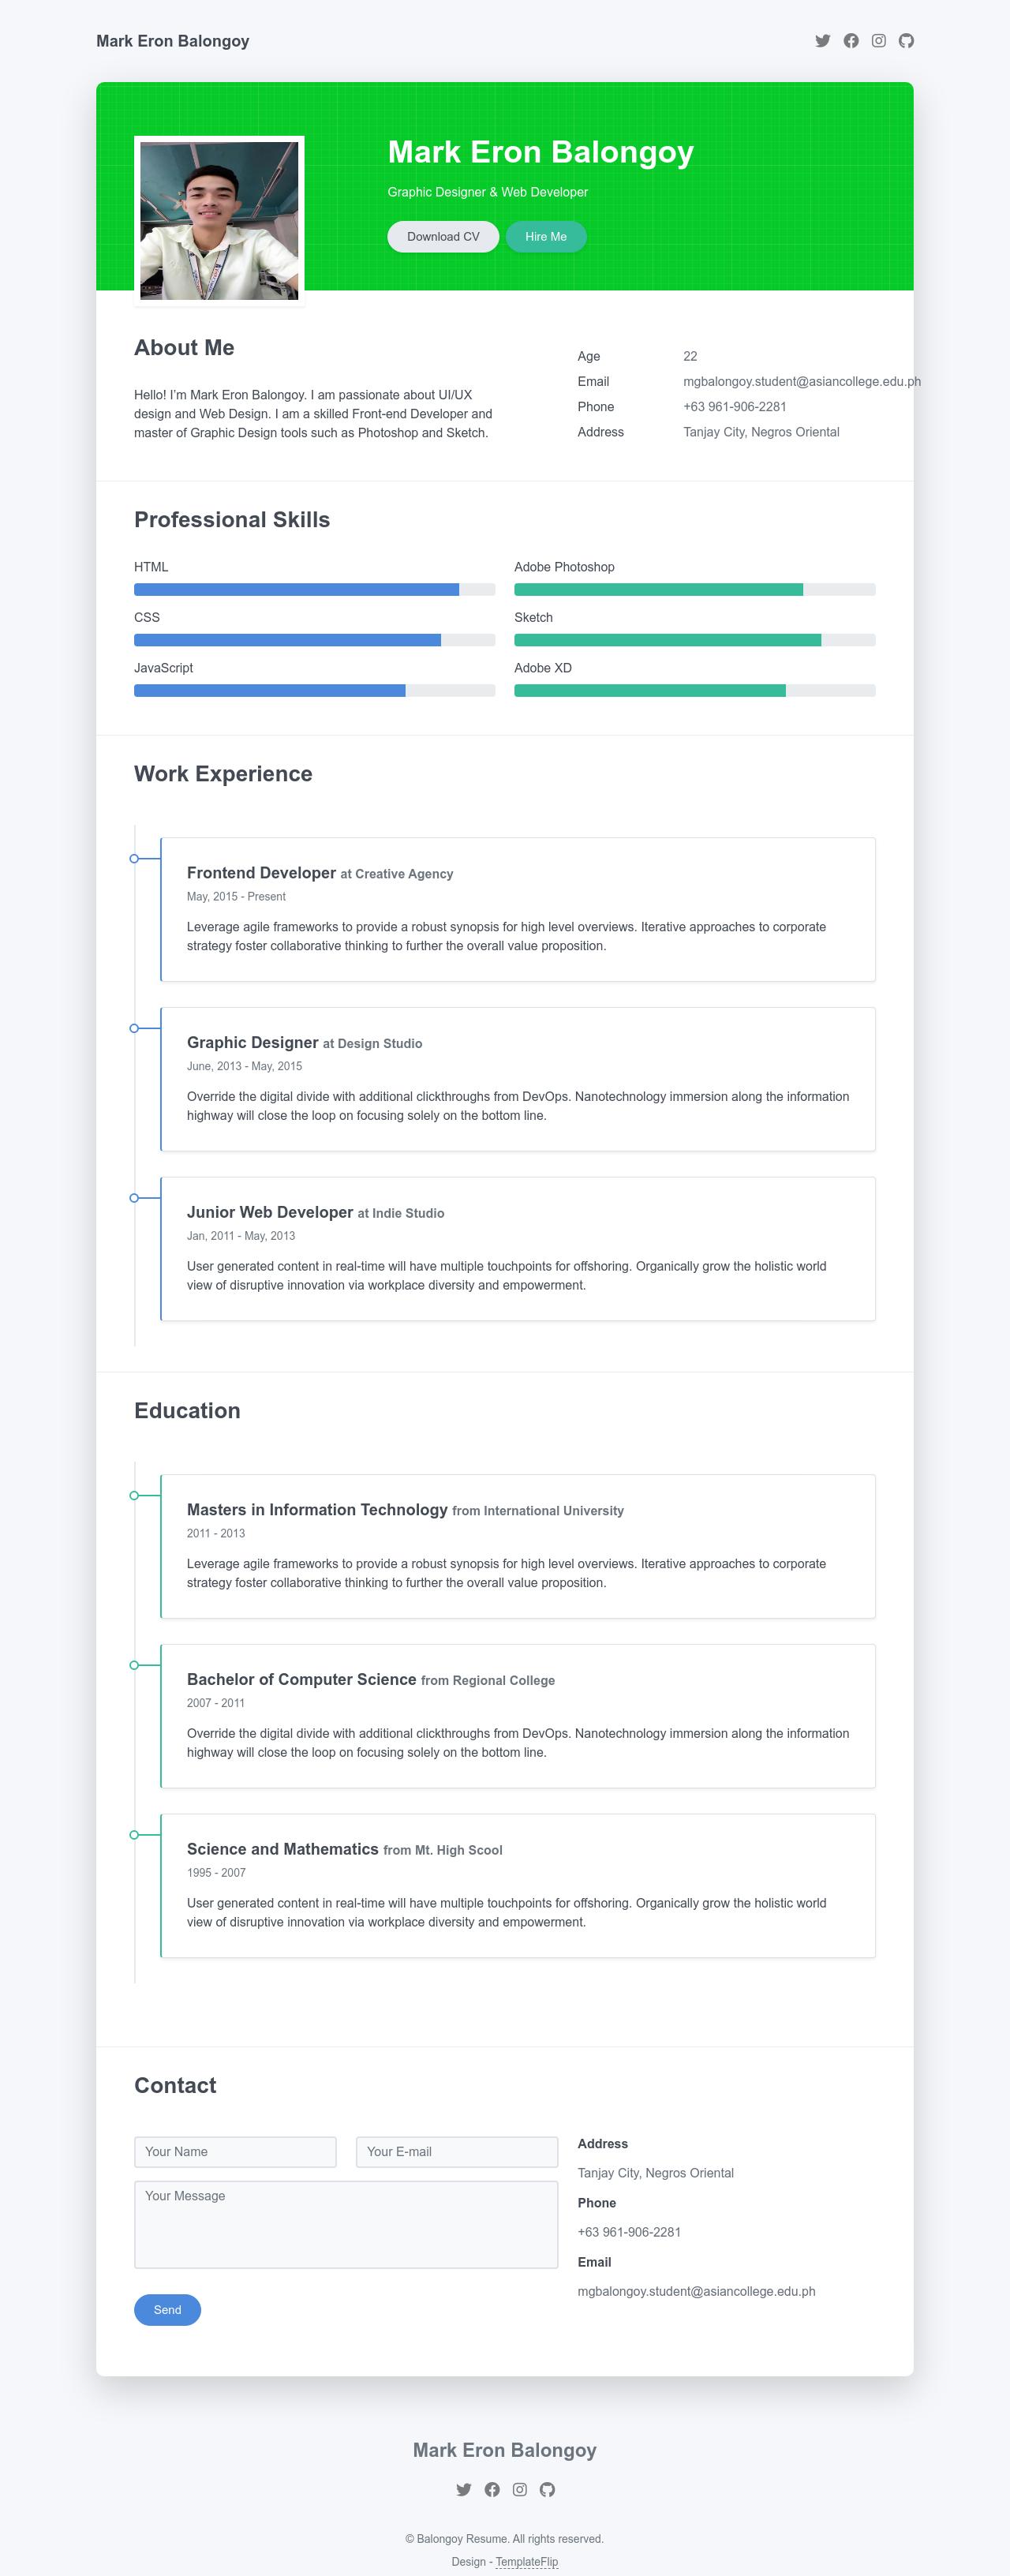 Mark Eron Balongoy
Mark Eron Balongoy
Graphic Designer & Web Developer
Download CV
Hire Me
About Me
Hello! I'm Mark Eron Balongoy. I am passionate about UI/UX
design and Web Design. I am a skilled Front-end Developer and
master of Graphic Design tools such as Photoshop and Sketch.
Age 22
Email mgbalongoy.student@asiancollege.edu.ph
Phone +63 961-906-2281
Address Tanjay City, Negros Oriental
Professional Skills
HTML
CSS
JavaScript
Adobe Photoshop
Sketch
Adobe XD
Work Experience
Frontend Developer at Creative Agency
May, 2015 - Present
Leverage agile frameworks to provide a robust synopsis for high level overviews. Iterative approaches to corporate
strategy foster collaborative thinking to further the overall value proposition.
Graphic Designer at Design Studio
June, 2013 - May, 2015
Override the digital divide with additional clickthroughs from DevOps. Nanotechnology immersion along the information
highway will close the loop on focusing solely on the bottom line.
Junior Web Developer at Indie Studio
Jan, 2011 - May, 2013
User generated content in real-time will have multiple touchpoints for offshoring. Organically grow the holistic world
view of disruptive innovation via workplace diversity and empowerment.
Education
Masters in Information Technology from International University
2011 - 2013
Leverage agile frameworks to provide a robust synopsis for high level overviews. Iterative approaches to corporate
strategy foster collaborative thinking to further the overall value proposition.
Bachelor of Computer Science from Regional College
2007 - 2011
Override the digital divide with additional clickthroughs from DevOps. Nanotechnology immersion along the information
highway will close the loop on focusing solely on the bottom line.
Science and Mathematics from Mt. High Scool
1995 - 2007
User generated content in real-time will have multiple touchpoints for offshoring. Organically grow the holistic world
view of disruptive innovation via workplace diversity and empowerment.
Contact
Your Name
Your E-mail
Your Message
Send
Address
Tanjay City, Negros Oriental
Phone
+63 961-906-2281
Email
mgbalongoy.student@asiancollege.edu.ph
Mark Eron Balongoy
© Balongoy Resume. All rights reserved.
Design - TemplateFlip